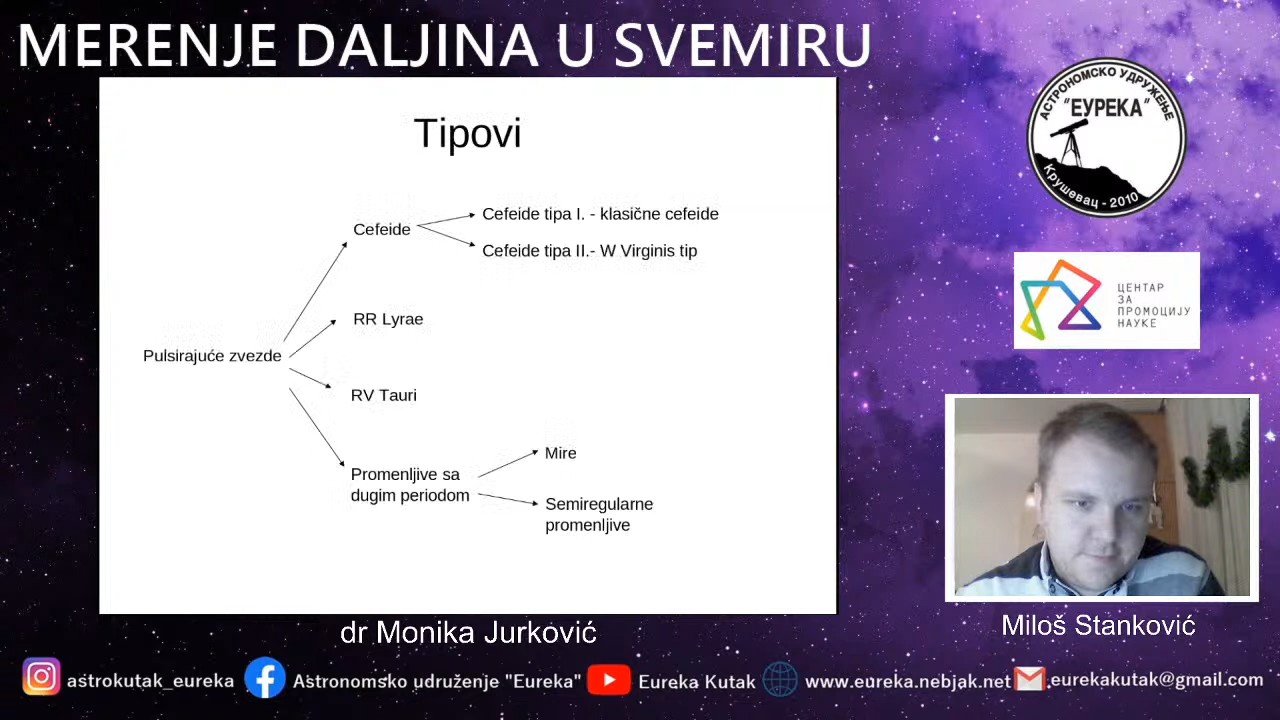 MERENJE DALJINA U SVEMIRU
Tipovi
Cefeide
Cefeide tipa I. - klasične cefeide
Cefeide tipa II.- W Virginis tip
RR Lyrae
Pulsirajuće zvezde
RV Tauri
Promenljive sa
dugim periodom
Mire
Semiregularne
promenljive
АСТРОНОМСКО УДРУЖЕЊЕ
"ЕУРЕКА"
Крушевац - 2010
ЦЕНТАР
ЗА
ПРОМОЦИЈУ
НАУКЕ
dr Monika Jurković
Miloš Stanković
astrokutak_eureka
Astronomsko udruženje "Eureka"
Eureka Kutak
www.eureka.nebjak.net
eurekakutak@gmail.com